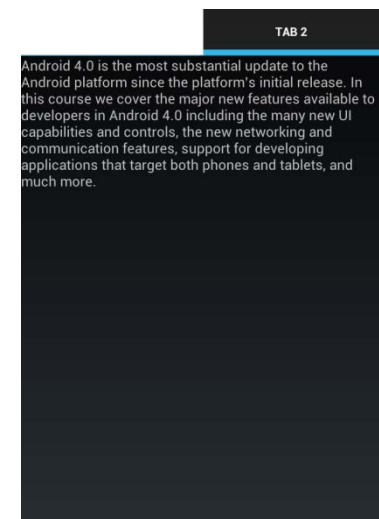 TAB 2
Android 4.0 is the most substantial update to the
Android platform since the platform's initial release. In
this course we cover the major new features available to
developers in Android 4.0 including the many new UI
capabilities and controls, the new networking and
communication features, support for developing
applications that target both phones and tablets, and
much more.